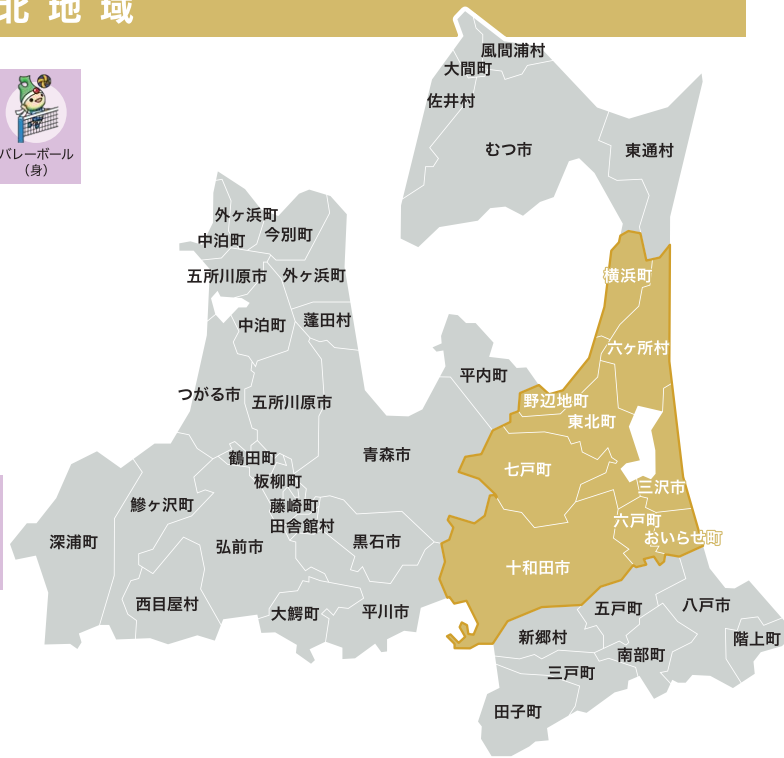 北地域
風間浦村
大間町
佐井村
むつ市
東通村
バレーボール
（身）
外ヶ浜町
今別町
中泊町
五所川原市
外ヶ浜町
横浜町
中泊町
蓬田村
六ヶ所村
平内町
つがる市
五所川原市
野辺地町
東北町
青森市
鶴田町
七戸町
板柳町
三沢市
鰺ヶ沢町
藤崎町
田舎館村
六戸町
おいらせ町
深浦町
弘前市
黒石市
十和田市
西目屋村
大鰐町
平川市
五戸町
八戸市
新郷村
階上町
南部町
三戸町
田子町